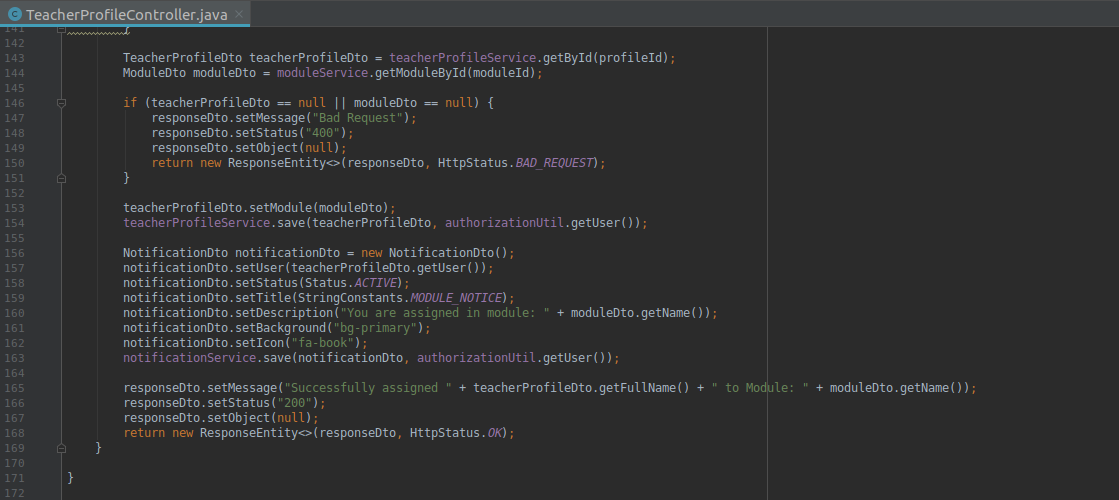 TeacherProfileController.java
141 }
142
143 TeacherProfileDto teacherProfileDto = teacherProfileService.getById(profileId);
144 ModuleDto moduleDto = moduleService.getModuleById(moduleId);
145
146 if (teacherProfileDto == null || moduleDto == null) {
147 responseDto.setMessage("Bad Request");
148 responseDto.setStatus("400");
149 responseDto.setObject(null);
150 return new ResponseEntity<>(responseDto, HttpStatus.BAD_REQUEST);
151 }
152
153 teacherProfileDto.setModule(moduleDto);
154 teacherProfileService.save(teacherProfileDto, authorizationUtil.getUser());
155
156 NotificationDto notificationDto = new NotificationDto();
157 notificationDto.setUser(teacherProfileDto.getUser());
158 notificationDto.setStatus(Status.ACTIVE);
159 notificationDto.setTitle(StringConstants.MODULE_NOTICE);
160 notificationDto.setDescription("You are assigned in module: " + moduleDto.getName());
161 notificationDto.setBackground("bg-primary");
162 notificationDto.setIcon("fa-book");
163 notificationService.save(notificationDto, authorizationUtil.getUser());
164
165 responseDto.setMessage("Successfully assigned " + teacherProfileDto.getFullName() + " to Module: " + moduleDto.getName());
166 responseDto.setStatus("200");
167 responseDto.setObject(null);
168 return new ResponseEntity<>(responseDto, HttpStatus.OK);
169 }
170
171 }
172